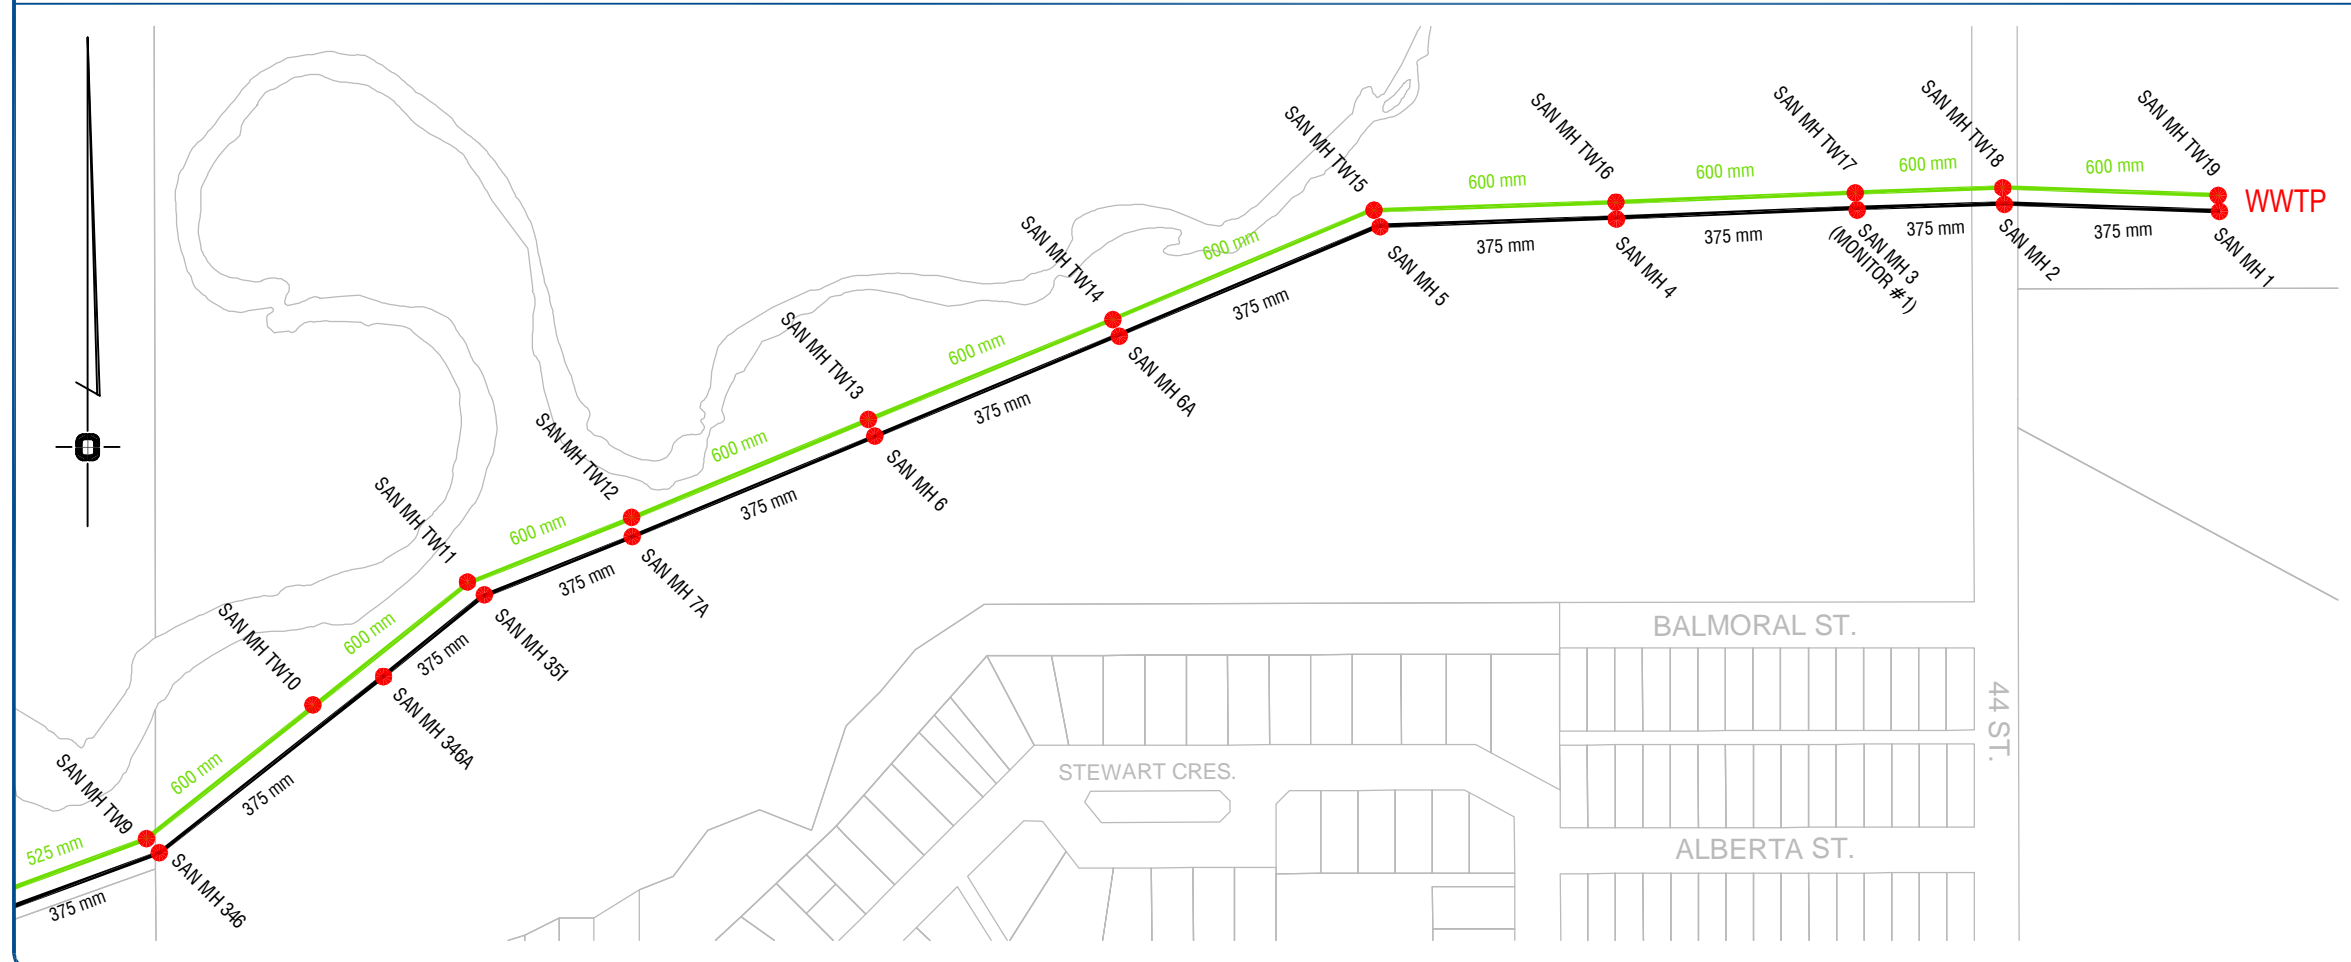 SAN MH TW18
SAN MH TW17
SAN MH TW19
SAN MH TW16
SAN MH TW15
600 mm
600 mm
600 mm
600 mm
WWTP
375 mm
375 mm
375 mm
375 mm
SAN MH 1
SAN MH 2
SAN MH 3
(MONITOR #1)
SAN MH 4
SAN MH 5
600 mm
375 mm
SAN MH TW14
SAN MH 6A
600 mm
375 mm
SAN MH TW13
SAN MH 6
600 mm
375 mm
SAN MH TW12
SAN MH 7A
600 mm
375 mm
SAN MH TW11
SAN MH 351
600 mm
375 mm
SAN MH TW10
SAN MH 346A
600 mm
375 mm
SAN MH TW9
SAN MH 346
525 mm
375 mm
BALMORAL ST.
44 ST.
STEWART CRES.
ALBERTA ST.